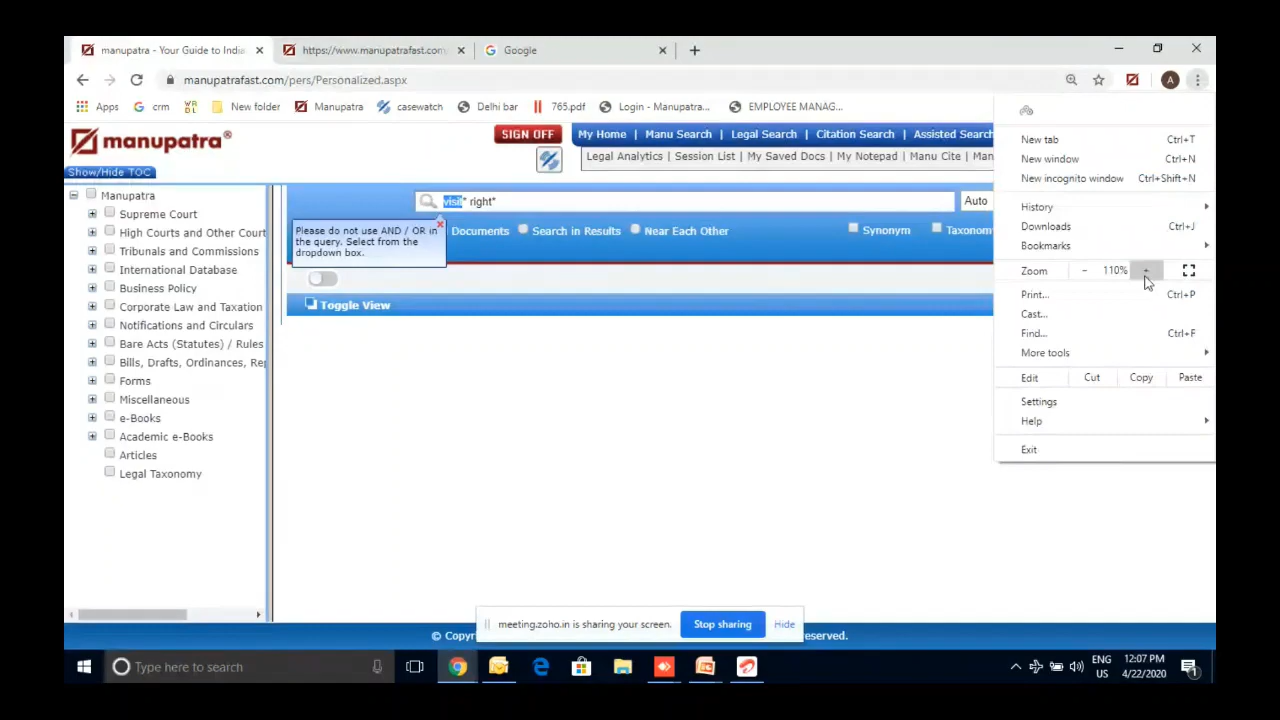 manupatra - Your Guide to India
https://www.manupatrafast.com
Google
manupatrafast.com/pers/Personalized.aspx
A
Apps
crm
New folder
Manupatra
casewatch
Delhi bar
765.pdf
Login - Manupatra...
EMPLOYEE MANAG...
manupatra®
SIGN OFF
My Home | Manu Search | Legal Search | Citation Search | Assisted Search
Legal Analytics | Session List | My Saved Docs | My Notepad | Manu Cite | Man
Show/Hide TOC
Manupatra
Supreme Court
High Courts and Other Court
Tribunals and Commissions
International Database
Business Policy
Corporate Law and Taxation
Notifications and Circulars
Bare Acts (Statutes) / Rules
Bills, Drafts, Ordinances, Rep
Forms
Miscellaneous
e-Books
Academic e-Books
Articles
Legal Taxonomy
visit* right*
Auto
Please do not use AND / OR in
the query. Select from the
dropdown box.
Documents
Search in Results
Near Each Other
Synonym
Taxonom
Toggle View
New tab Ctrl+T
New window Ctrl+N
New incognito window Ctrl+Shift+N
History
Downloads Ctrl+J
Bookmarks
Zoom - 110% +
Print... Ctrl+P
Cast...
Find... Ctrl+F
More tools
Edit Cut Copy Paste
Settings
Help
Exit
meeting.zoho.in is sharing your screen.
Stop sharing
Hide
© Copyr
eserved.
Type here to search
ENG
US
12:07 PM
4/22/2020
1